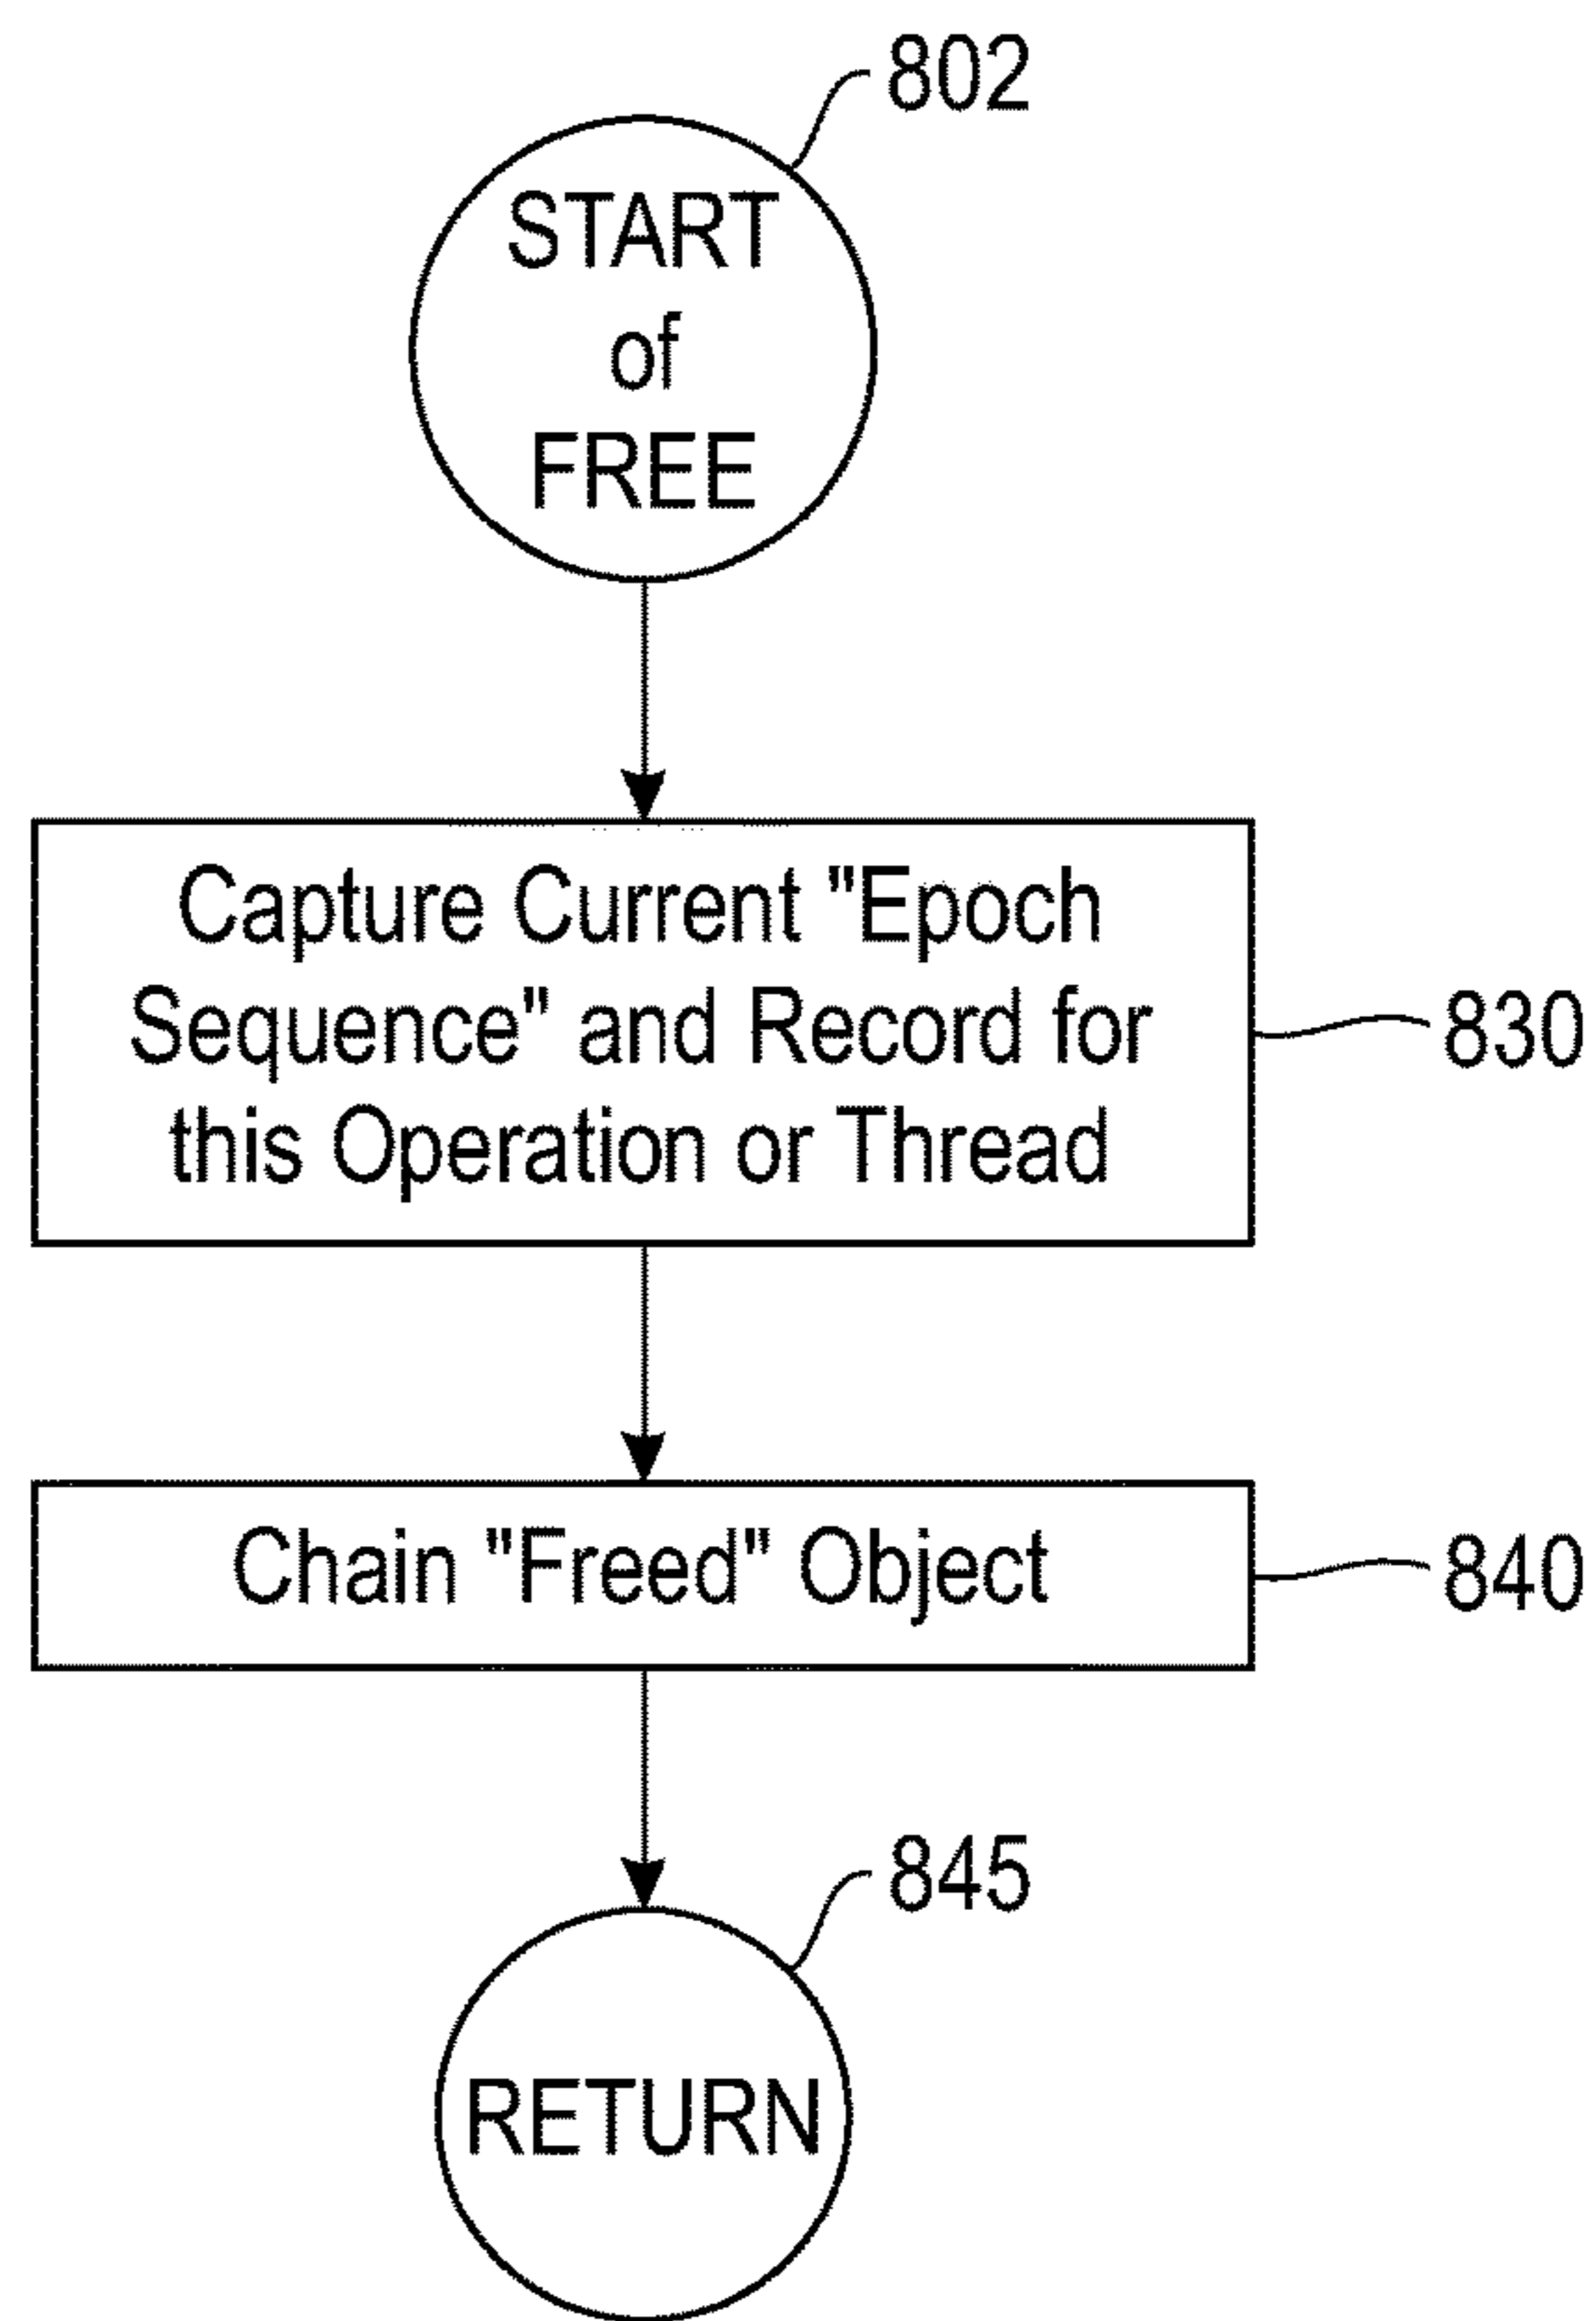 802
START
of
FREE
Capture Current "Epoch
Sequence" and Record for
this Operation or Thread
830
Chain "Freed" Object
840
845
RETURN